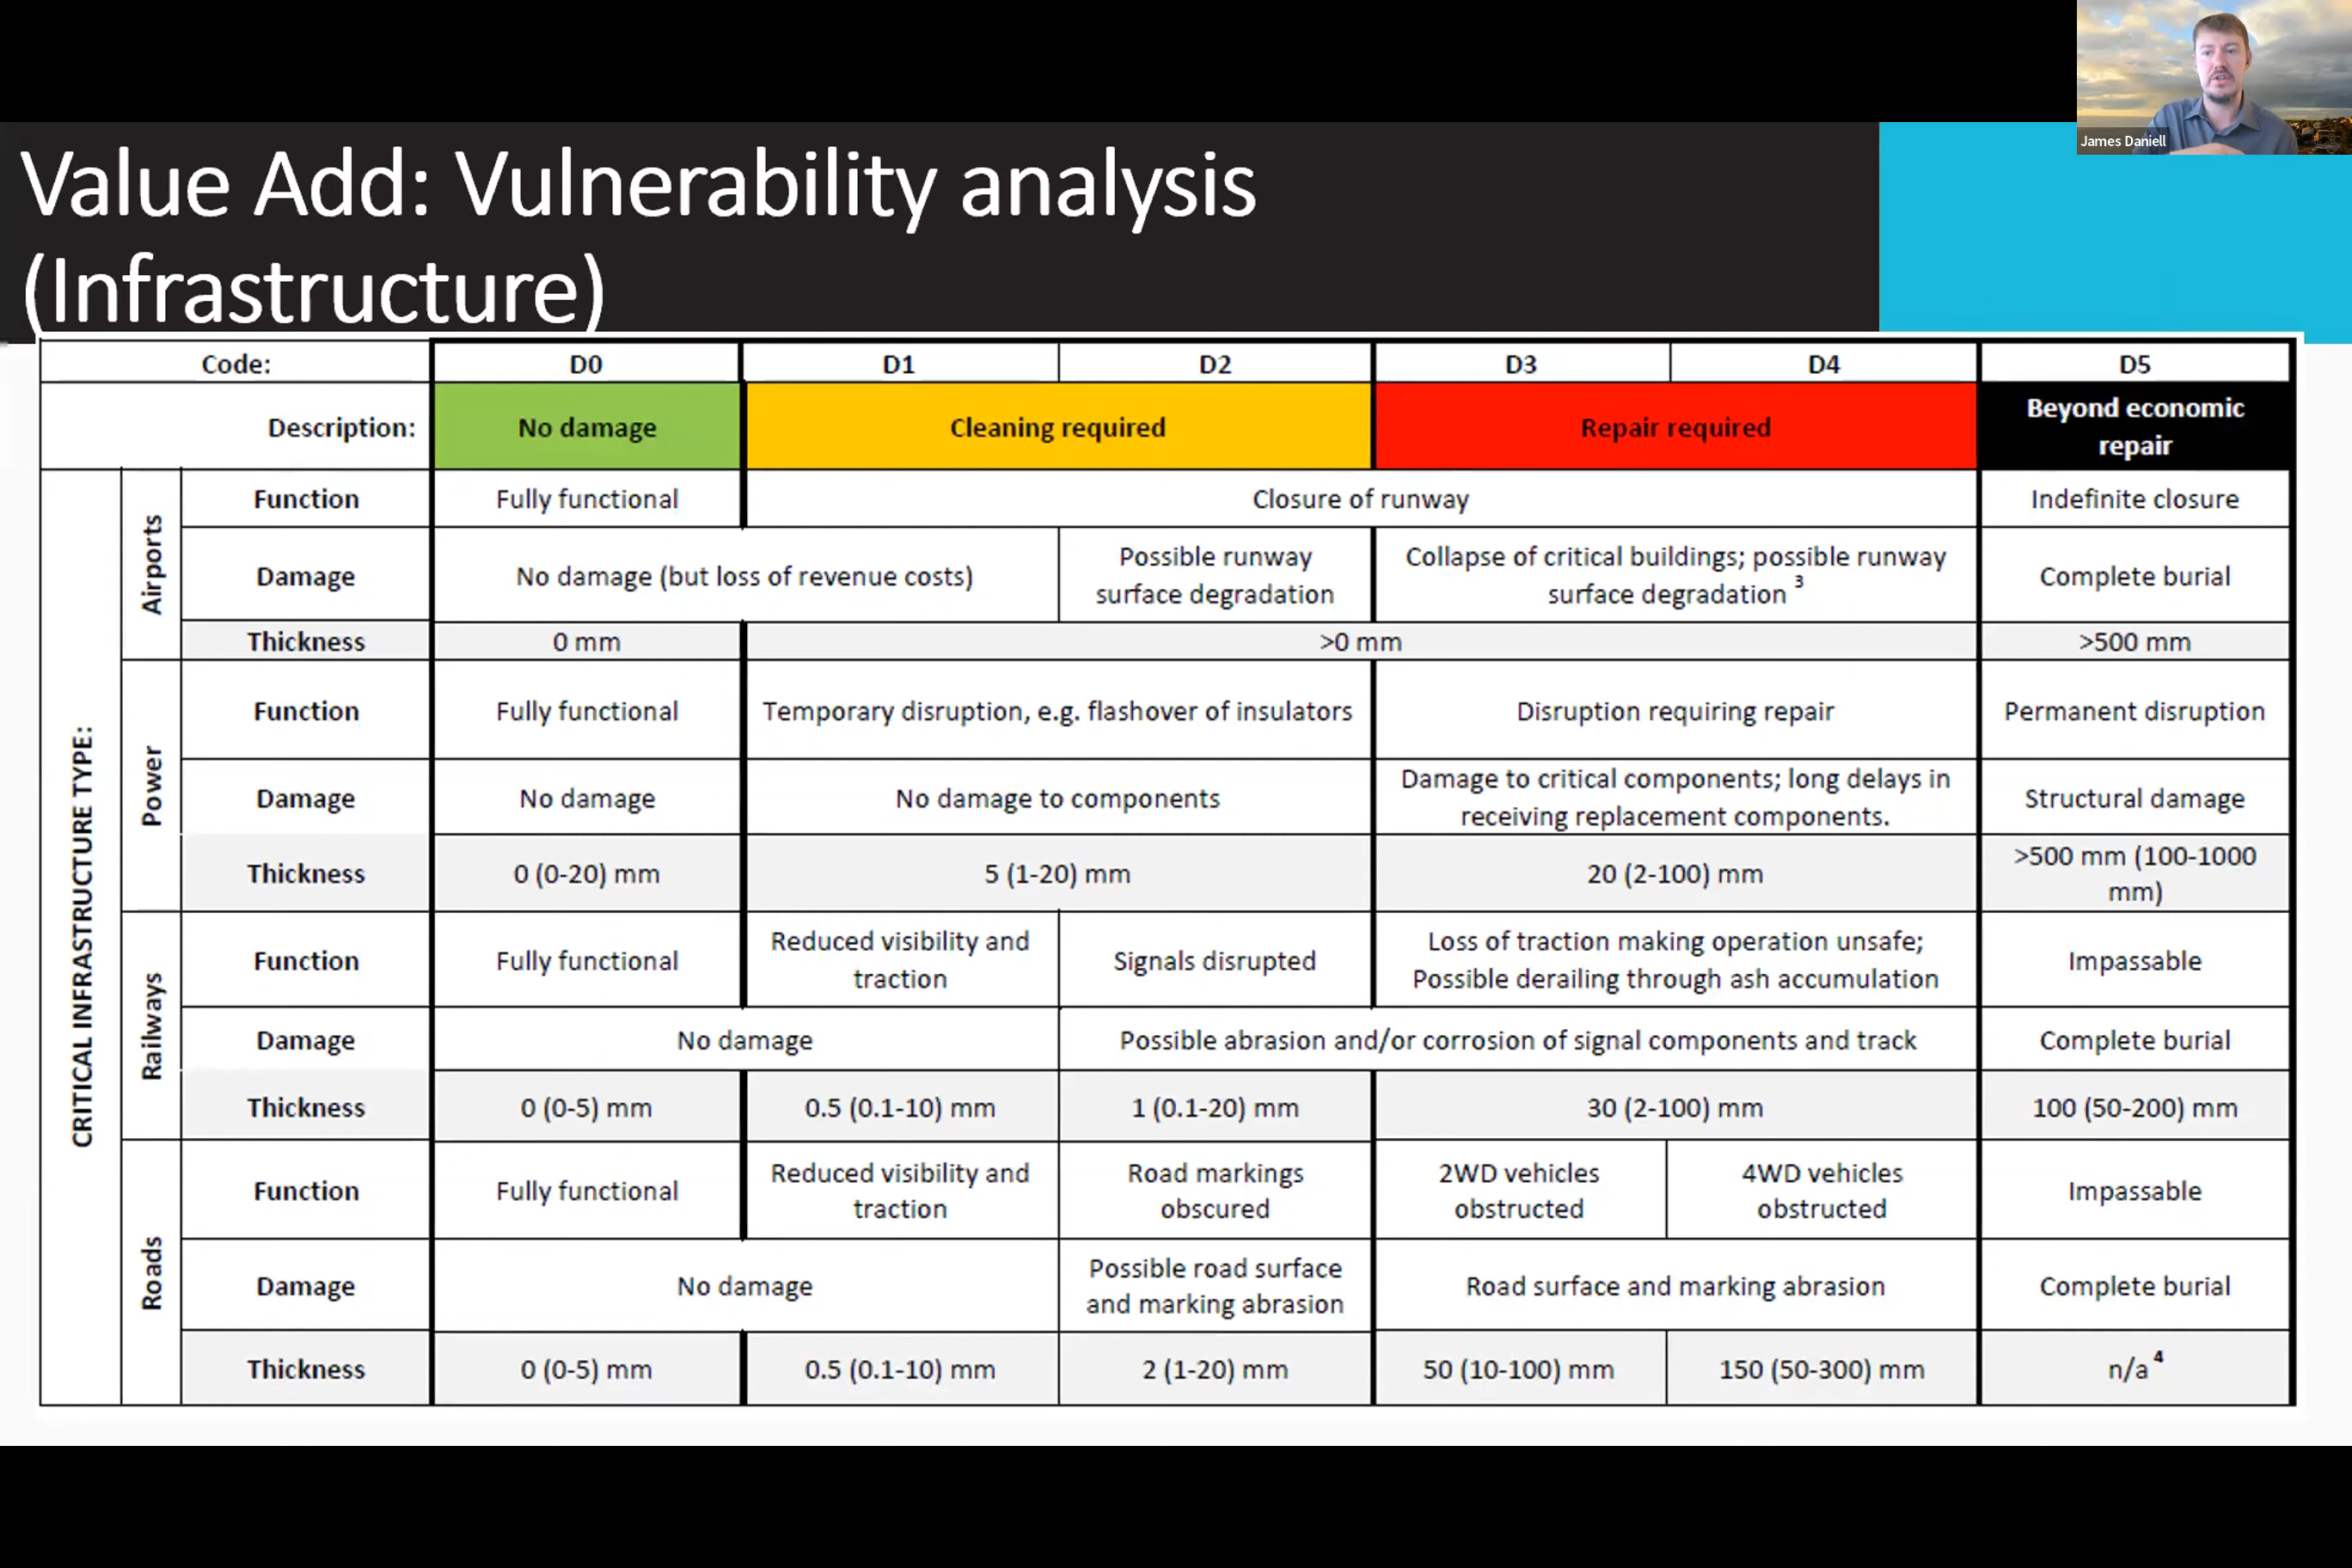 James Daniell
Value Add: Vulnerability analysis
(Infrastructure)
Code: D0 D1 D2 D3 D4 D5
Description: No damage Cleaning required Repair required Beyond economic
repair
CRITICAL INFRASTRUCTURE TYPE:
Airports
Function Fully functional Closure of runway Indefinite closure
Damage No damage (but loss of revenue costs) Possible runway
surface degradation Collapse of critical buildings; possible runway
surface degradation 3 Complete burial
Thickness 0 mm >0 mm >500 mm
Power
Function Fully functional Temporary disruption, e.g. flashover of insulators Disruption requiring repair Permanent disruption
Damage No damage No damage to components Damage to critical components; long delays in
receiving replacement components. Structural damage
Thickness 0 (0-20) mm 5 (1-20) mm 20 (2-100) mm >500 mm (100-1000
mm)
Railways
Function Fully functional Reduced visibility and
traction Signals disrupted Loss of traction making operation unsafe;
Possible derailing through ash accumulation Impassable
Damage No damage Possible abrasion and/or corrosion of signal components and track Complete burial
Thickness 0 (0-5) mm 0.5 (0.1-10) mm 1 (0.1-20) mm 30 (2-100) mm 100 (50-200) mm
Roads
Function Fully functional Reduced visibility and
traction Road markings
obscured 2WD vehicles
obstructed 4WD vehicles
obstructed Impassable
Damage No damage Possible road surface
and marking abrasion Road surface and marking abrasion Complete burial
Thickness 0 (0-5) mm 0.5 (0.1-10) mm 2 (1-20) mm 50 (10-100) mm 150 (50-300) mm n/a 4